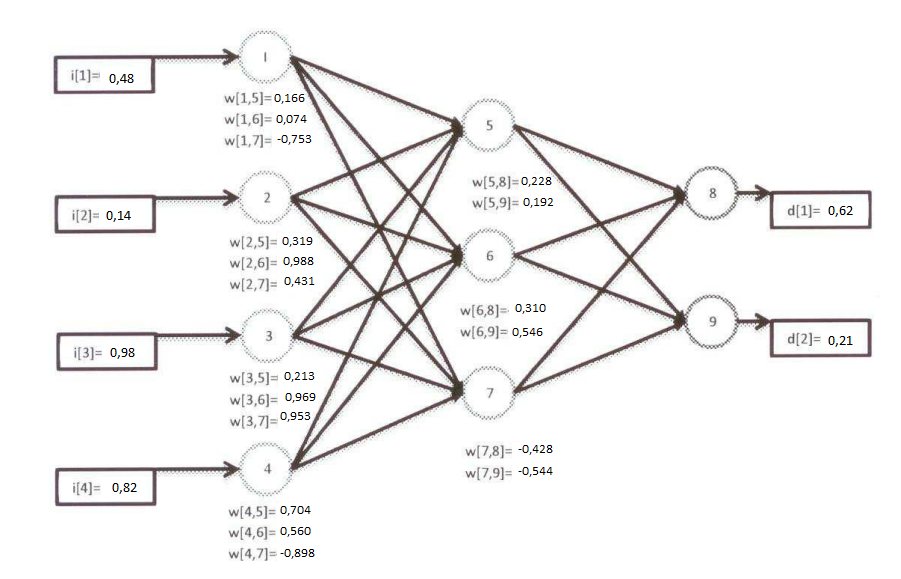 1
i[1]= 0,48
w[1,5]= 0,166
w[1,6]= 0,074
w[1,7]= -0,753
5
2
i[2]= 0,14
w[5,8]= 0,228
w[5,9]= 0,192
8
d[1]= 0,62
w[2,5]= 0,319
w[2,6]= 0,988
w[2,7]= 0,431
6
w[6,8]= 0,310
w[6,9]= 0,546
9
d[2]= 0,21
3
i[3]= 0,98
w[3,5]= 0,213
w[3,6]= 0,969
w[3,7]= 0,953
7
w[7,8]= -0,428
w[7,9]= -0,544
4
i[4]= 0,82
w[4,5]= 0,704
w[4,6]= 0,560
w[4,7]= -0,898